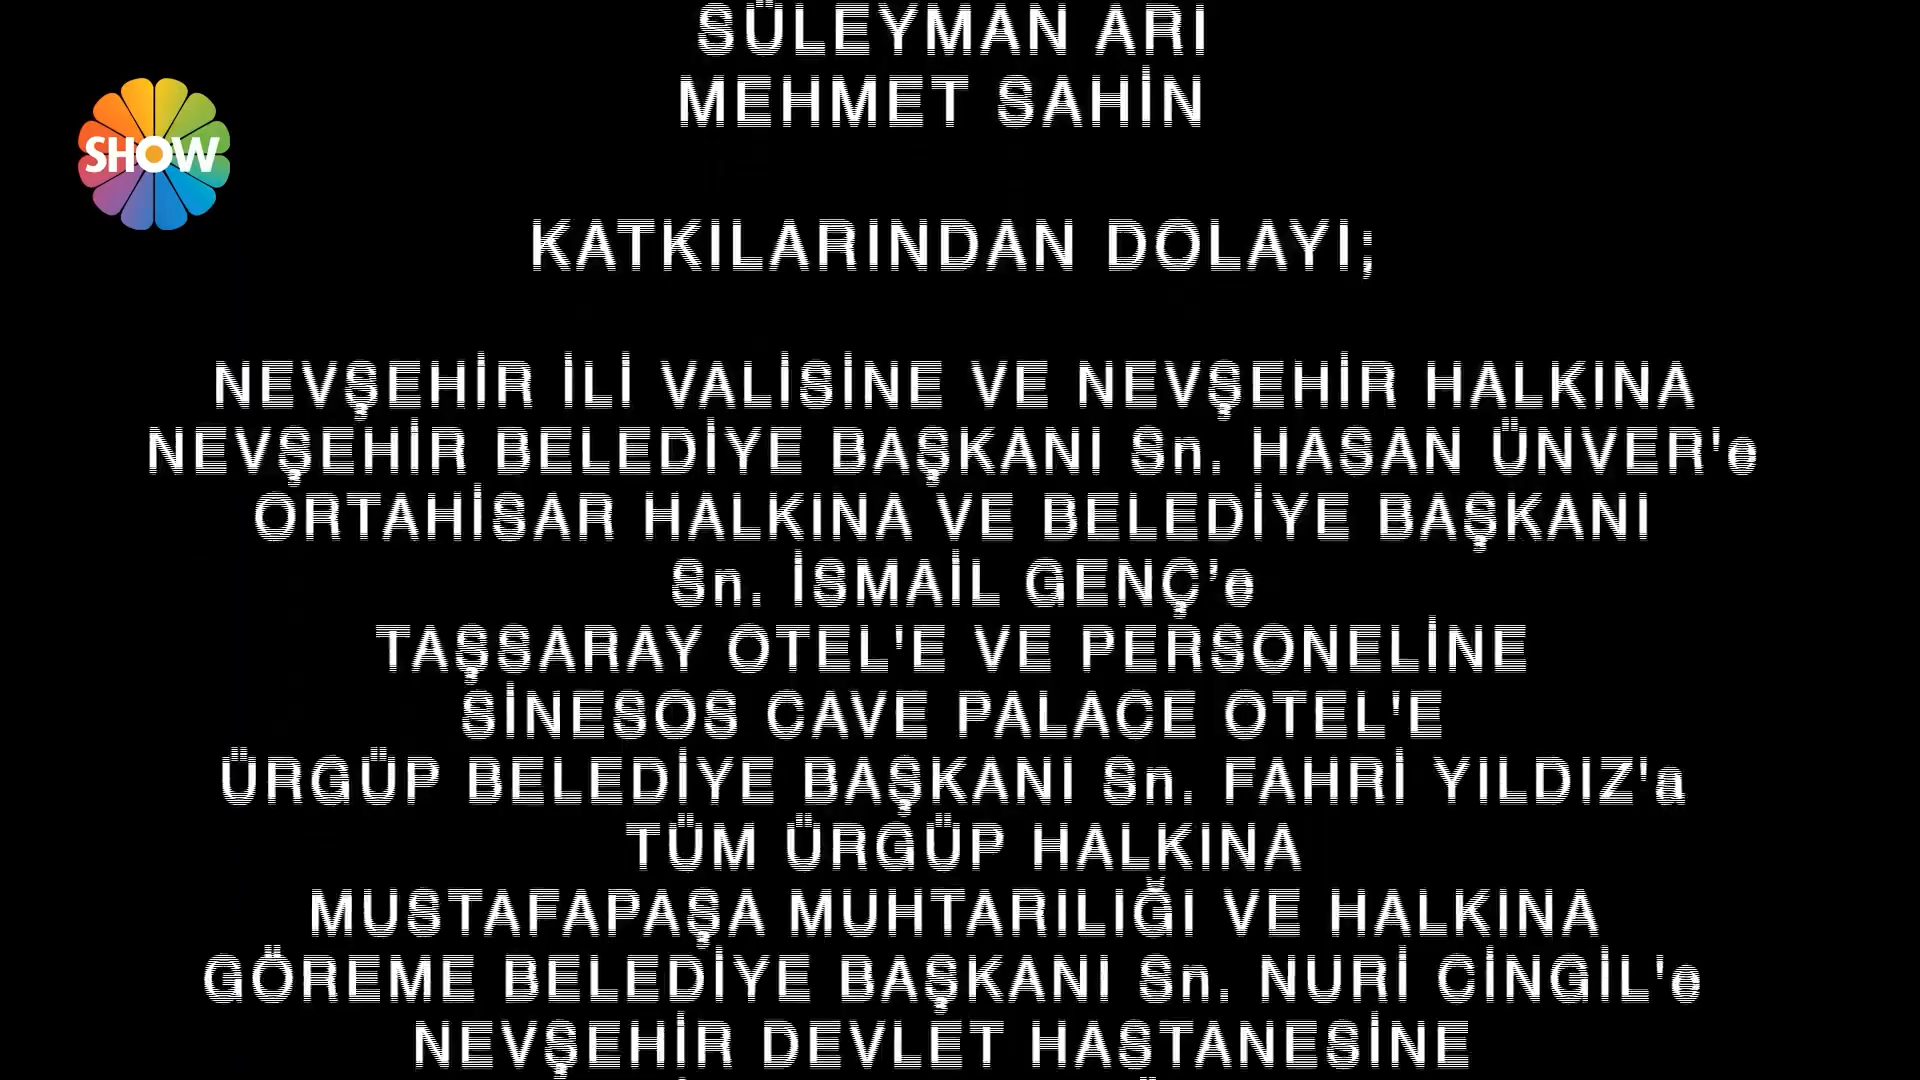 SÜLEYMAN ARI
MEHMET SAHİN
SHOW
KATKILARINDAN DOLAYI;
NEVŞEHİR İLİ VALİSİNE VE NEVŞEHİR HALKINA
NEVŞEHİR BELEDİYE BAŞKANI Sn. HASAN ÜNVER'e
ORTAHİSAR HALKINA VE BELEDİYE BAŞKANI
Sn. İSMAİL GENÇ'e
TAŞSARAY OTEL'E VE PERSONELİNE
SİNESOS CAVE PALACE OTEL'E
ÜRGÜP BELEDİYE BAŞKANI Sn. FAHRİ YILDIZ'a
TÜM ÜRGÜP HALKINA
MUSTAFAPAŞA MUHTARILIĞI VE HALKINA
GÖREME BELEDİYE BAŞKANI Sn. NURİ CİNGİL'e
NEVŞEHİR DEVLET HASTANESİNE